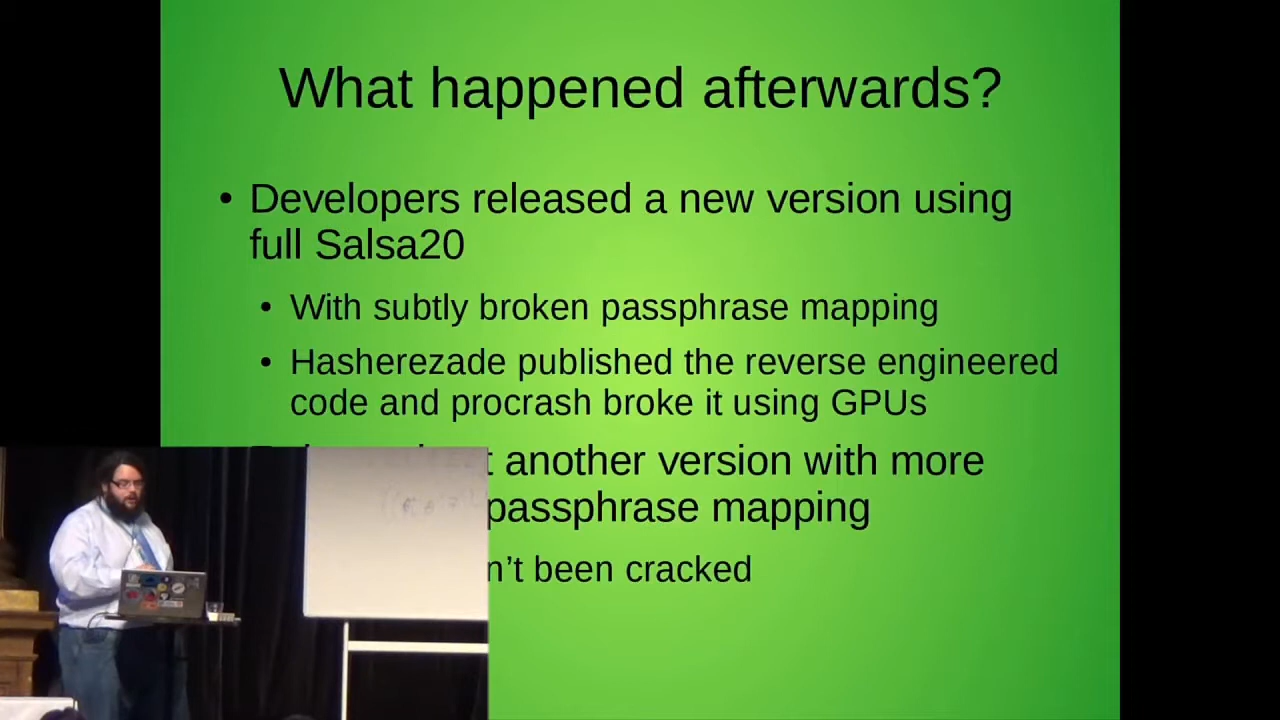 What happened afterwards?
• Developers released a new version using
full Salsa20
• With subtly broken passphrase mapping
• Hasherezade published the reverse engineered
code and procrash broke it using GPUs
another version with more
passphrase mapping
n't been cracked